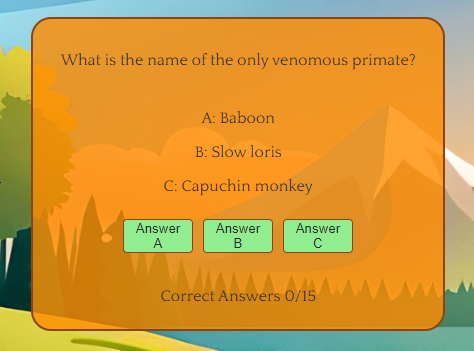 What is the name of the only venomous primate?
A: Baboon
B: Slow loris
C: Capuchin monkey
Answer A
Answer B
Answer C
Correct Answers 0/15